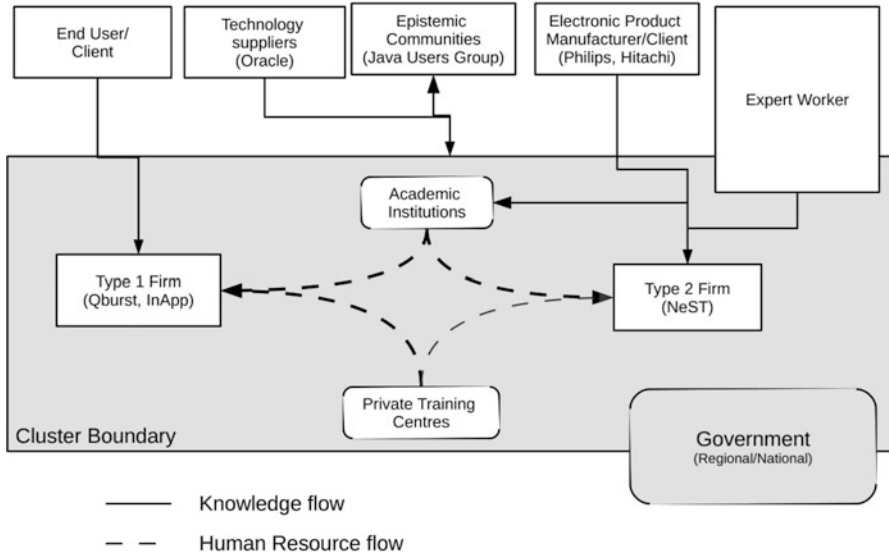 End User/
Client
Technology
suppliers
(Oracle)
Epistemic
Communities
(Java Users Group)
Electronic Product
Manufacturer/Client
(Philips, Hitachi)
Expert Worker
Academic
Institutions
Type 1 Firm
(Qburst, InApp)
Type 2 Firm
(NeST)
Private Training
Centres
Cluster Boundary
Government
(Regional/National)
Knowledge flow
Human Resource flow